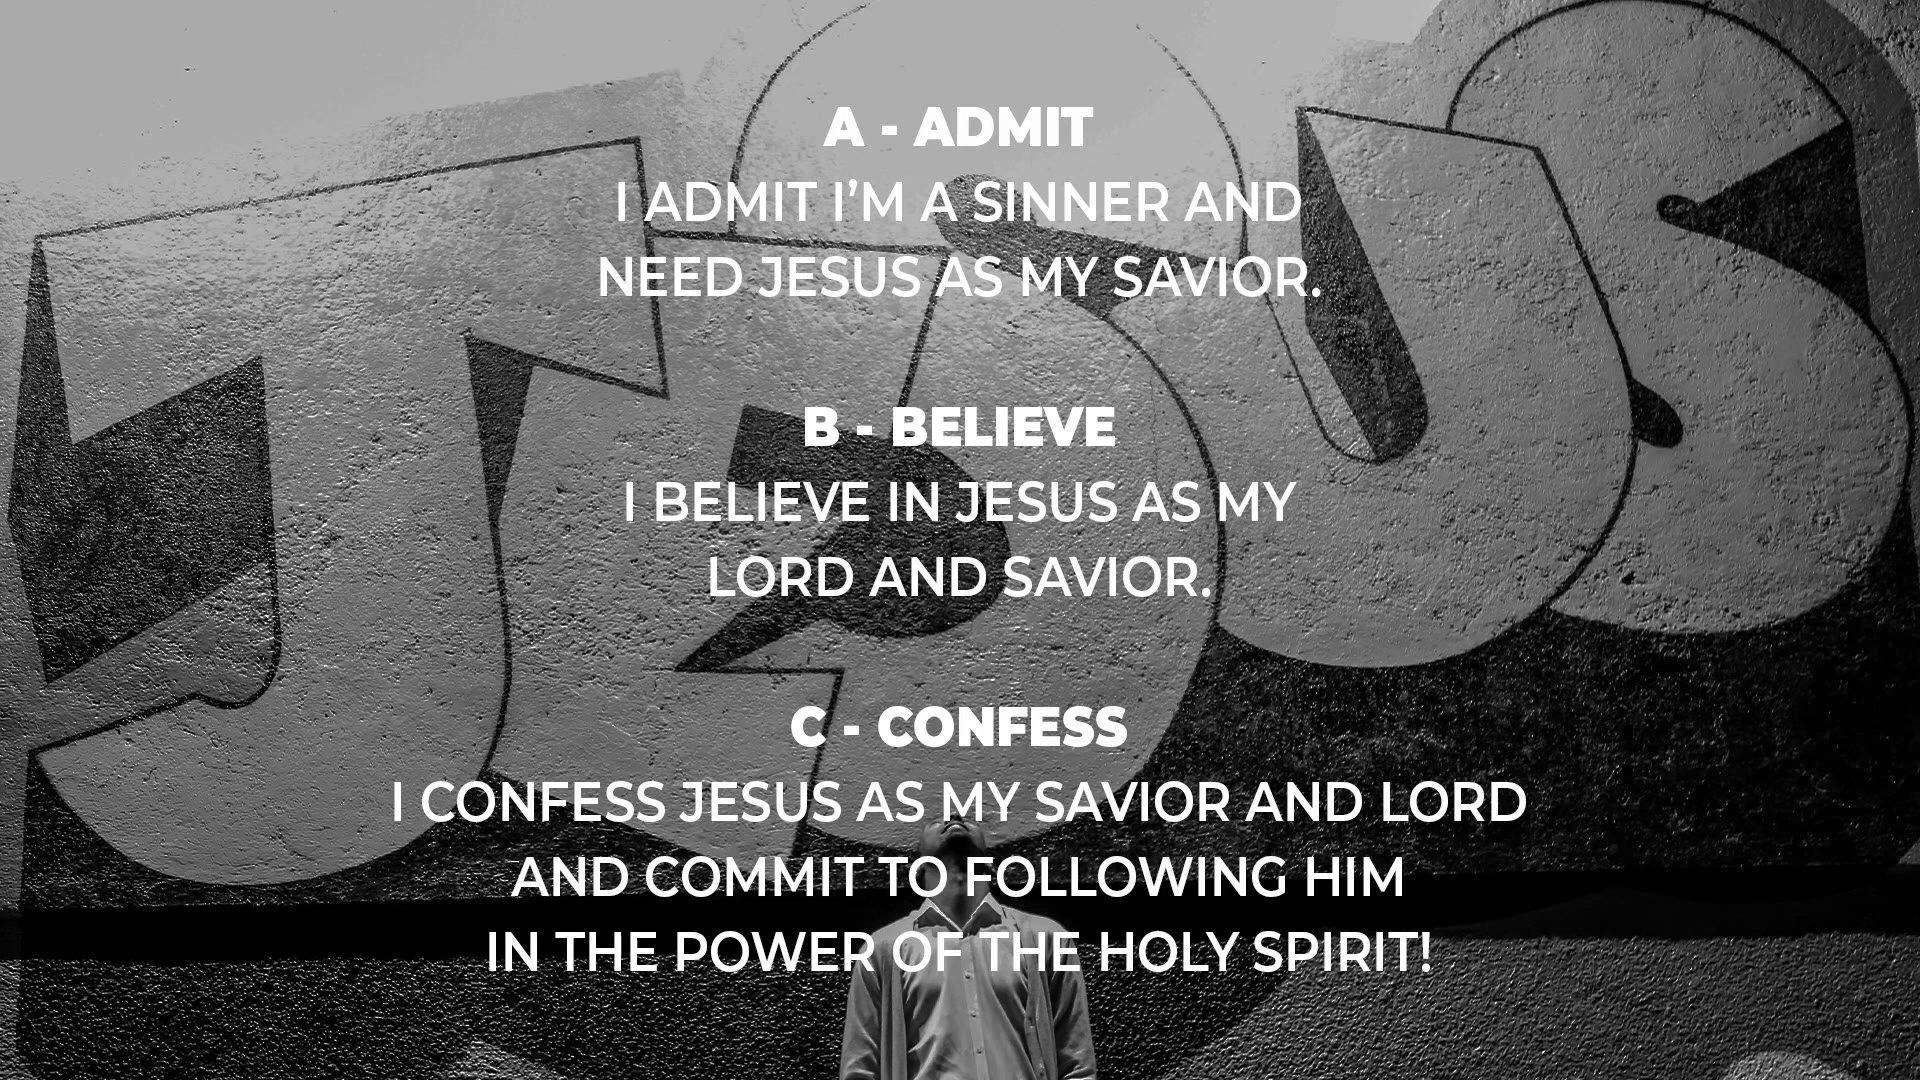 JESUS
A - ADMIT
I ADMIT I’M A SINNER AND
NEED JESUS AS MY SAVIOR.
B - BELIEVE
I BELIEVE IN JESUS AS MY
LORD AND SAVIOR.
C - CONFESS
I CONFESS JESUS AS MY SAVIOR AND LORD
AND COMMIT TO FOLLOWING HIM
IN THE POWER OF THE HOLY SPIRIT!